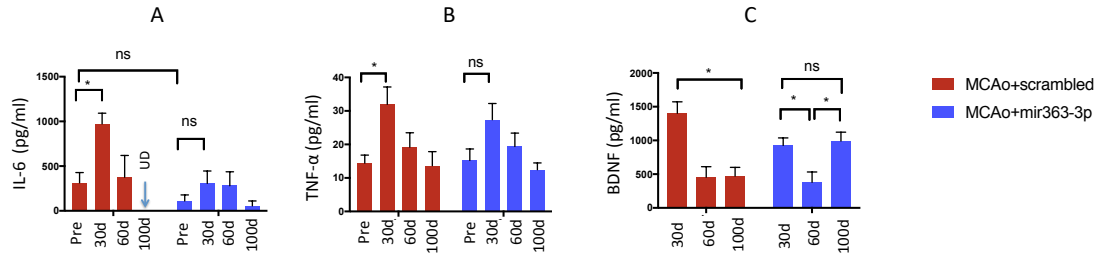 A
IL-6 (pg/ml)
1500
1000
500
0
ns
*
ns
UD
Pre
30d
60d
100d
Pre
30d
60d
100d
B
TNF-α (pg/ml)
40
30
20
10
0
*
ns
Pre
30d
60d
100d
Pre
30d
60d
100d
C
BDNF (pg/ml)
2000
1500
1000
500
0
*
ns
*
*
30d
60d
100d
30d
60d
100d
MCAo+scrambled
MCAo+mir363-3p